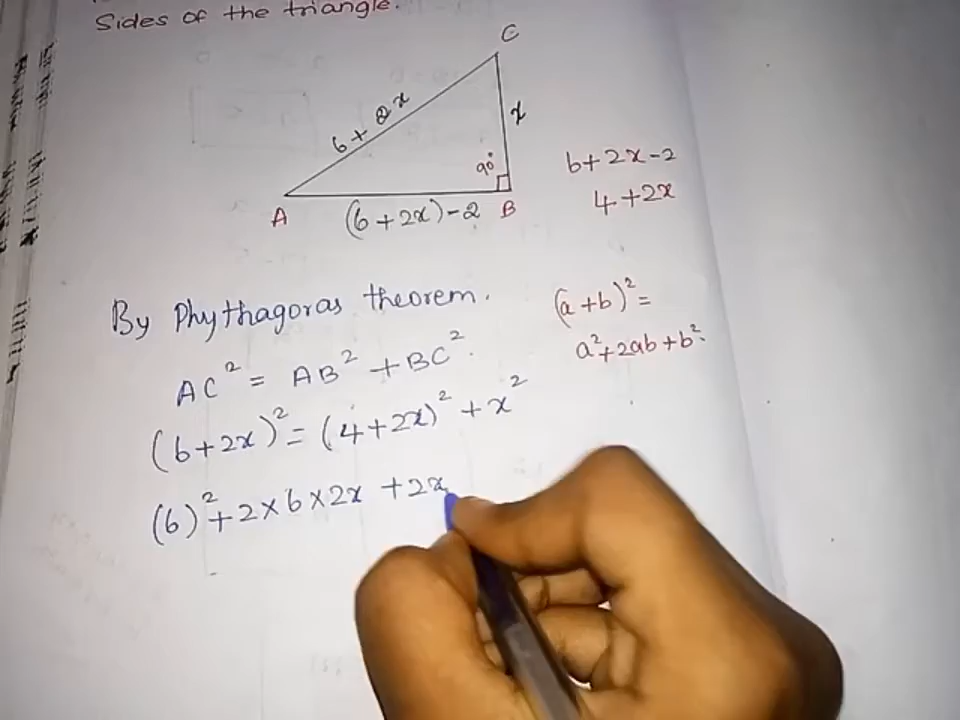 Sides of the triangle.
C
6 + 2x
x
90°
A
(6 + 2x) - 2
B
6 + 2x - 2
4 + 2x
By Phythagoras theorem.
(a + b)² =
a² + 2ab + b².
AC² = AB² + BC².
(6 + 2x)² = (4 + 2x)² + x²
(6)² + 2 × 6 × 2x + 2x